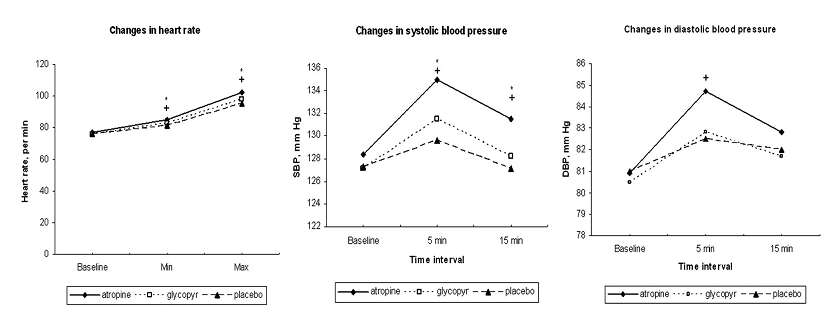 Changes in heart rate
Heart rate, per min
120
100
80
60
40
20
0
*
+
*
+
Baseline
Min
Max
atropine
glycopyr
placebo
Changes in systolic blood pressure
SBP, mm Hg
136
134
132
130
128
126
124
122
*
+
*
+
Baseline
5 min
15 min
Time interval
atropine
glycopyr
placebo
Changes in diastolic blood pressure
DBP, mm Hg
86
85
84
83
82
81
80
79
78
+
Baseline
5 min
15 min
Time interval
atropine
glycopyr
placebo